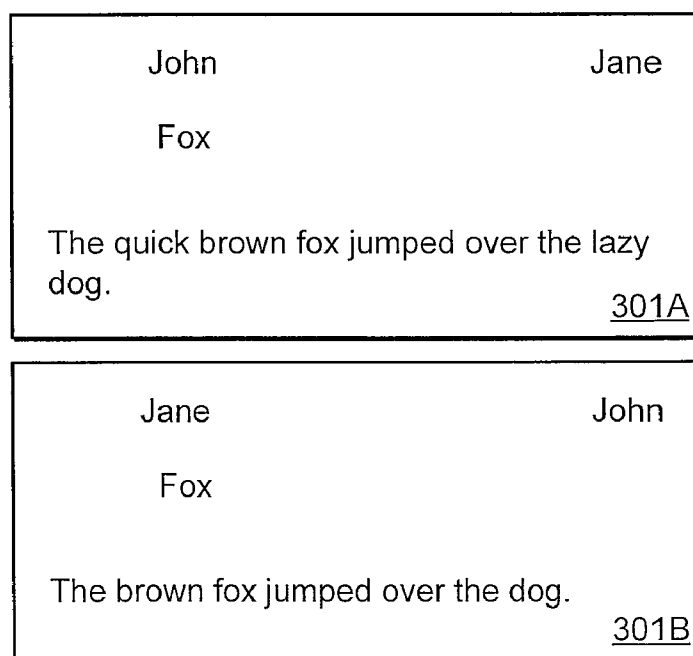 John Jane
Fox
The quick brown fox jumped over the lazy
dog.
301A
Jane John
Fox
The brown fox jumped over the dog.
301B